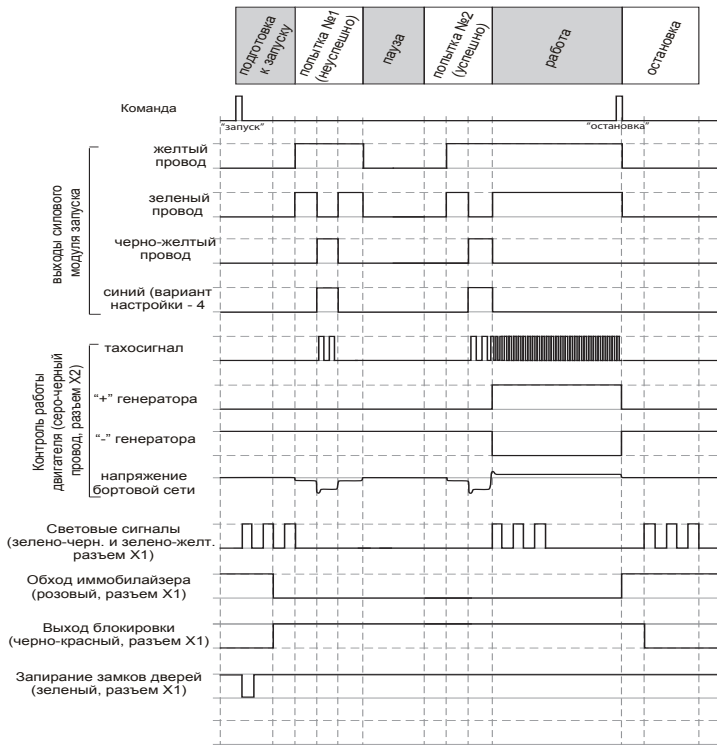 подготовка
к запуску
попытка №1
(неуспешно)
пауза
попытка №2
(успешно)
работа
остановка
Команда
"запуск"
"остановка"
выходы силового
модуля запуска
желтый
провод
зеленый
провод
черно-желтый
провод
синий (вариант
настройки - 4
Контроль работы
двигателя (серо-черный
провод, разъем X2)
тахосигнал
"+" генератора
"-" генератора
напряжение
бортовой сети
Световые сигналы
(зелено-черн. и зелено-желт.
разъем X1)
Обход иммобилайзера
(розовый, разъем X1)
Выход блокировки
(черно-красный, разъем X1)
Запирание замков дверей
(зеленый, разъем X1)